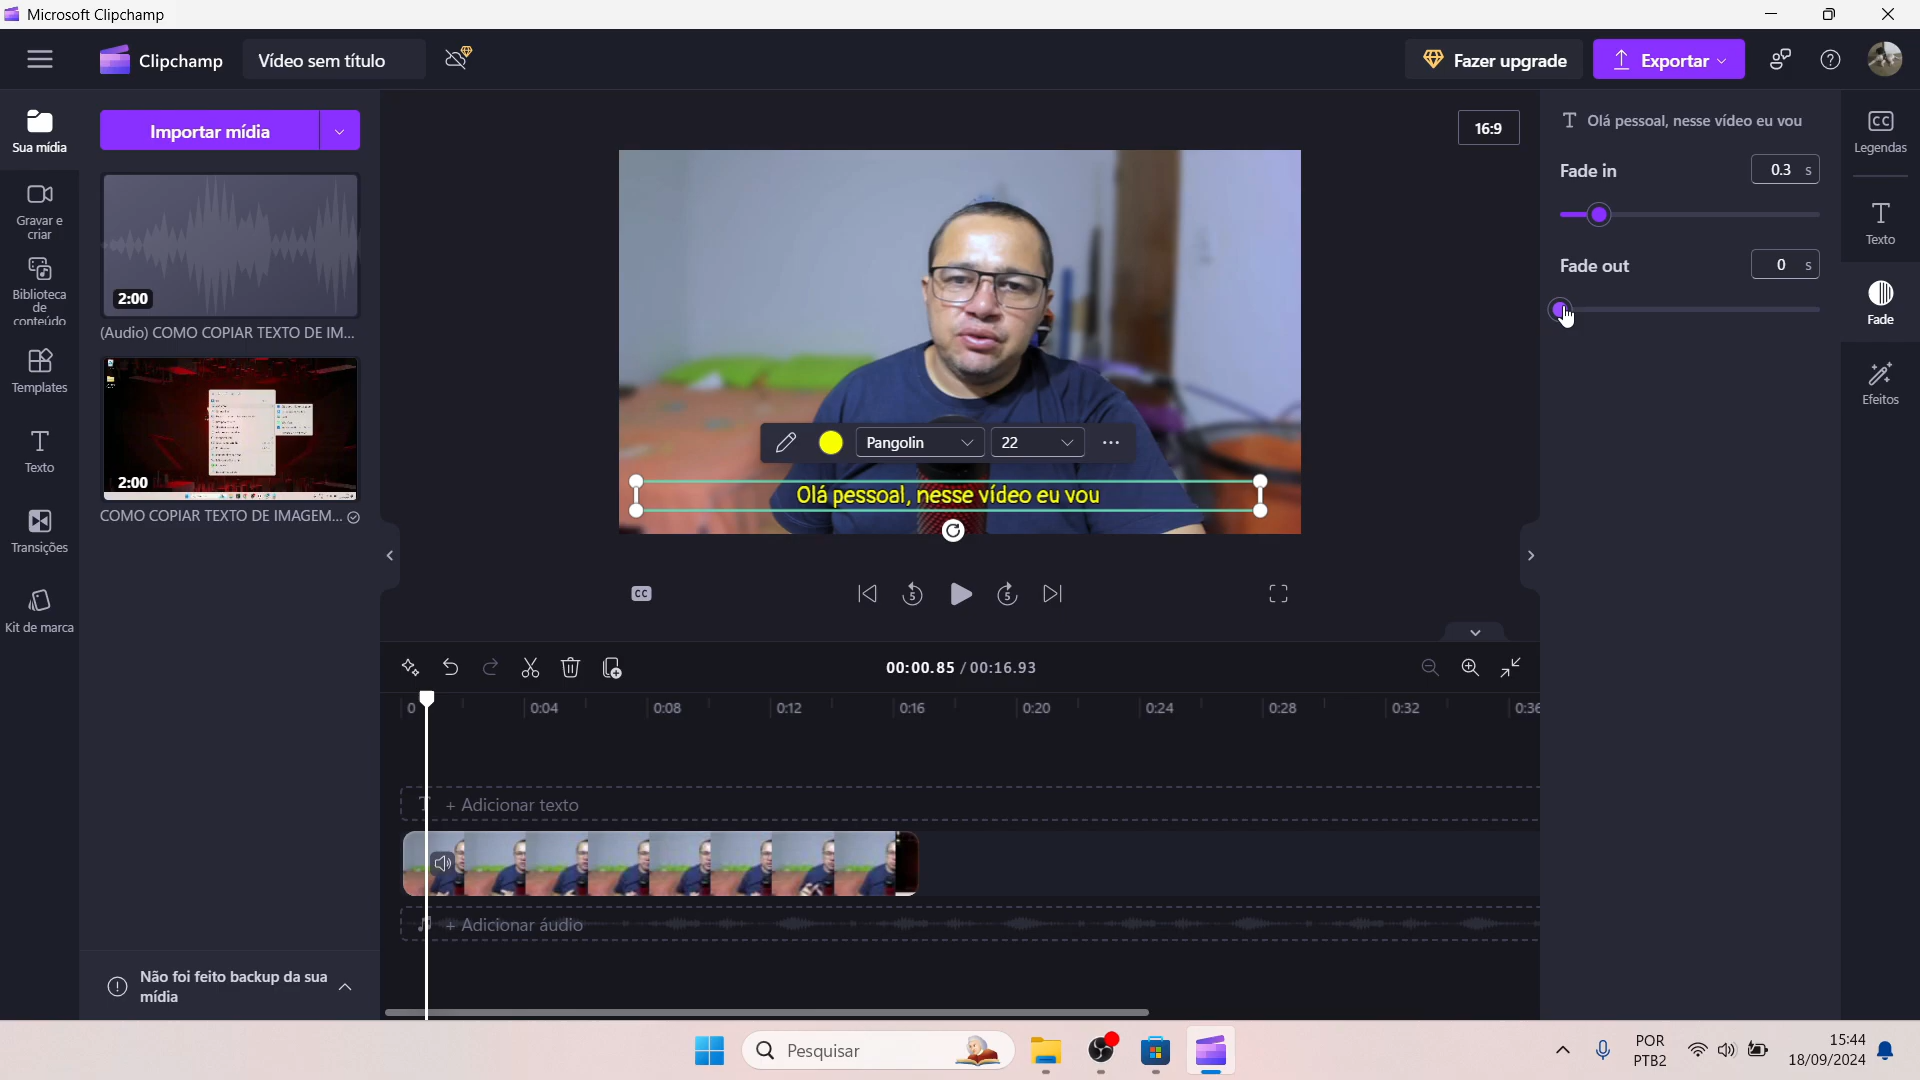 Microsoft Clipchamp
Clipchamp
Vídeo sem título
Fazer upgrade
Exportar
Sua mídia
Gravar e
criar
Biblioteca
de
conteúdo
Templates
Texto
Transições
Kit de marca
Importar mídia
2:00
(Audio) COMO COPIAR TEXTO DE IM...
2:00
COMO COPIAR TEXTO DE IMAGEM...
Não foi feito backup da sua
mídia
16:9
Pangolin
22
Olá pessoal, nesse vídeo eu vou
CC
5
5
00:00.85 / 00:16.93
0
0:04
0:08
0:12
0:16
0:20
0:24
0:28
0:32
0:36
T + Adicionar texto
+ Adicionar áudio
T Olá pessoal, nesse vídeo eu vou
Fade in
0.3 s
Fade out
0 s
CC
Legendas
Texto
Fade
Efeitos
Pesquisar
POR
PTB2
15:44
18/09/2024